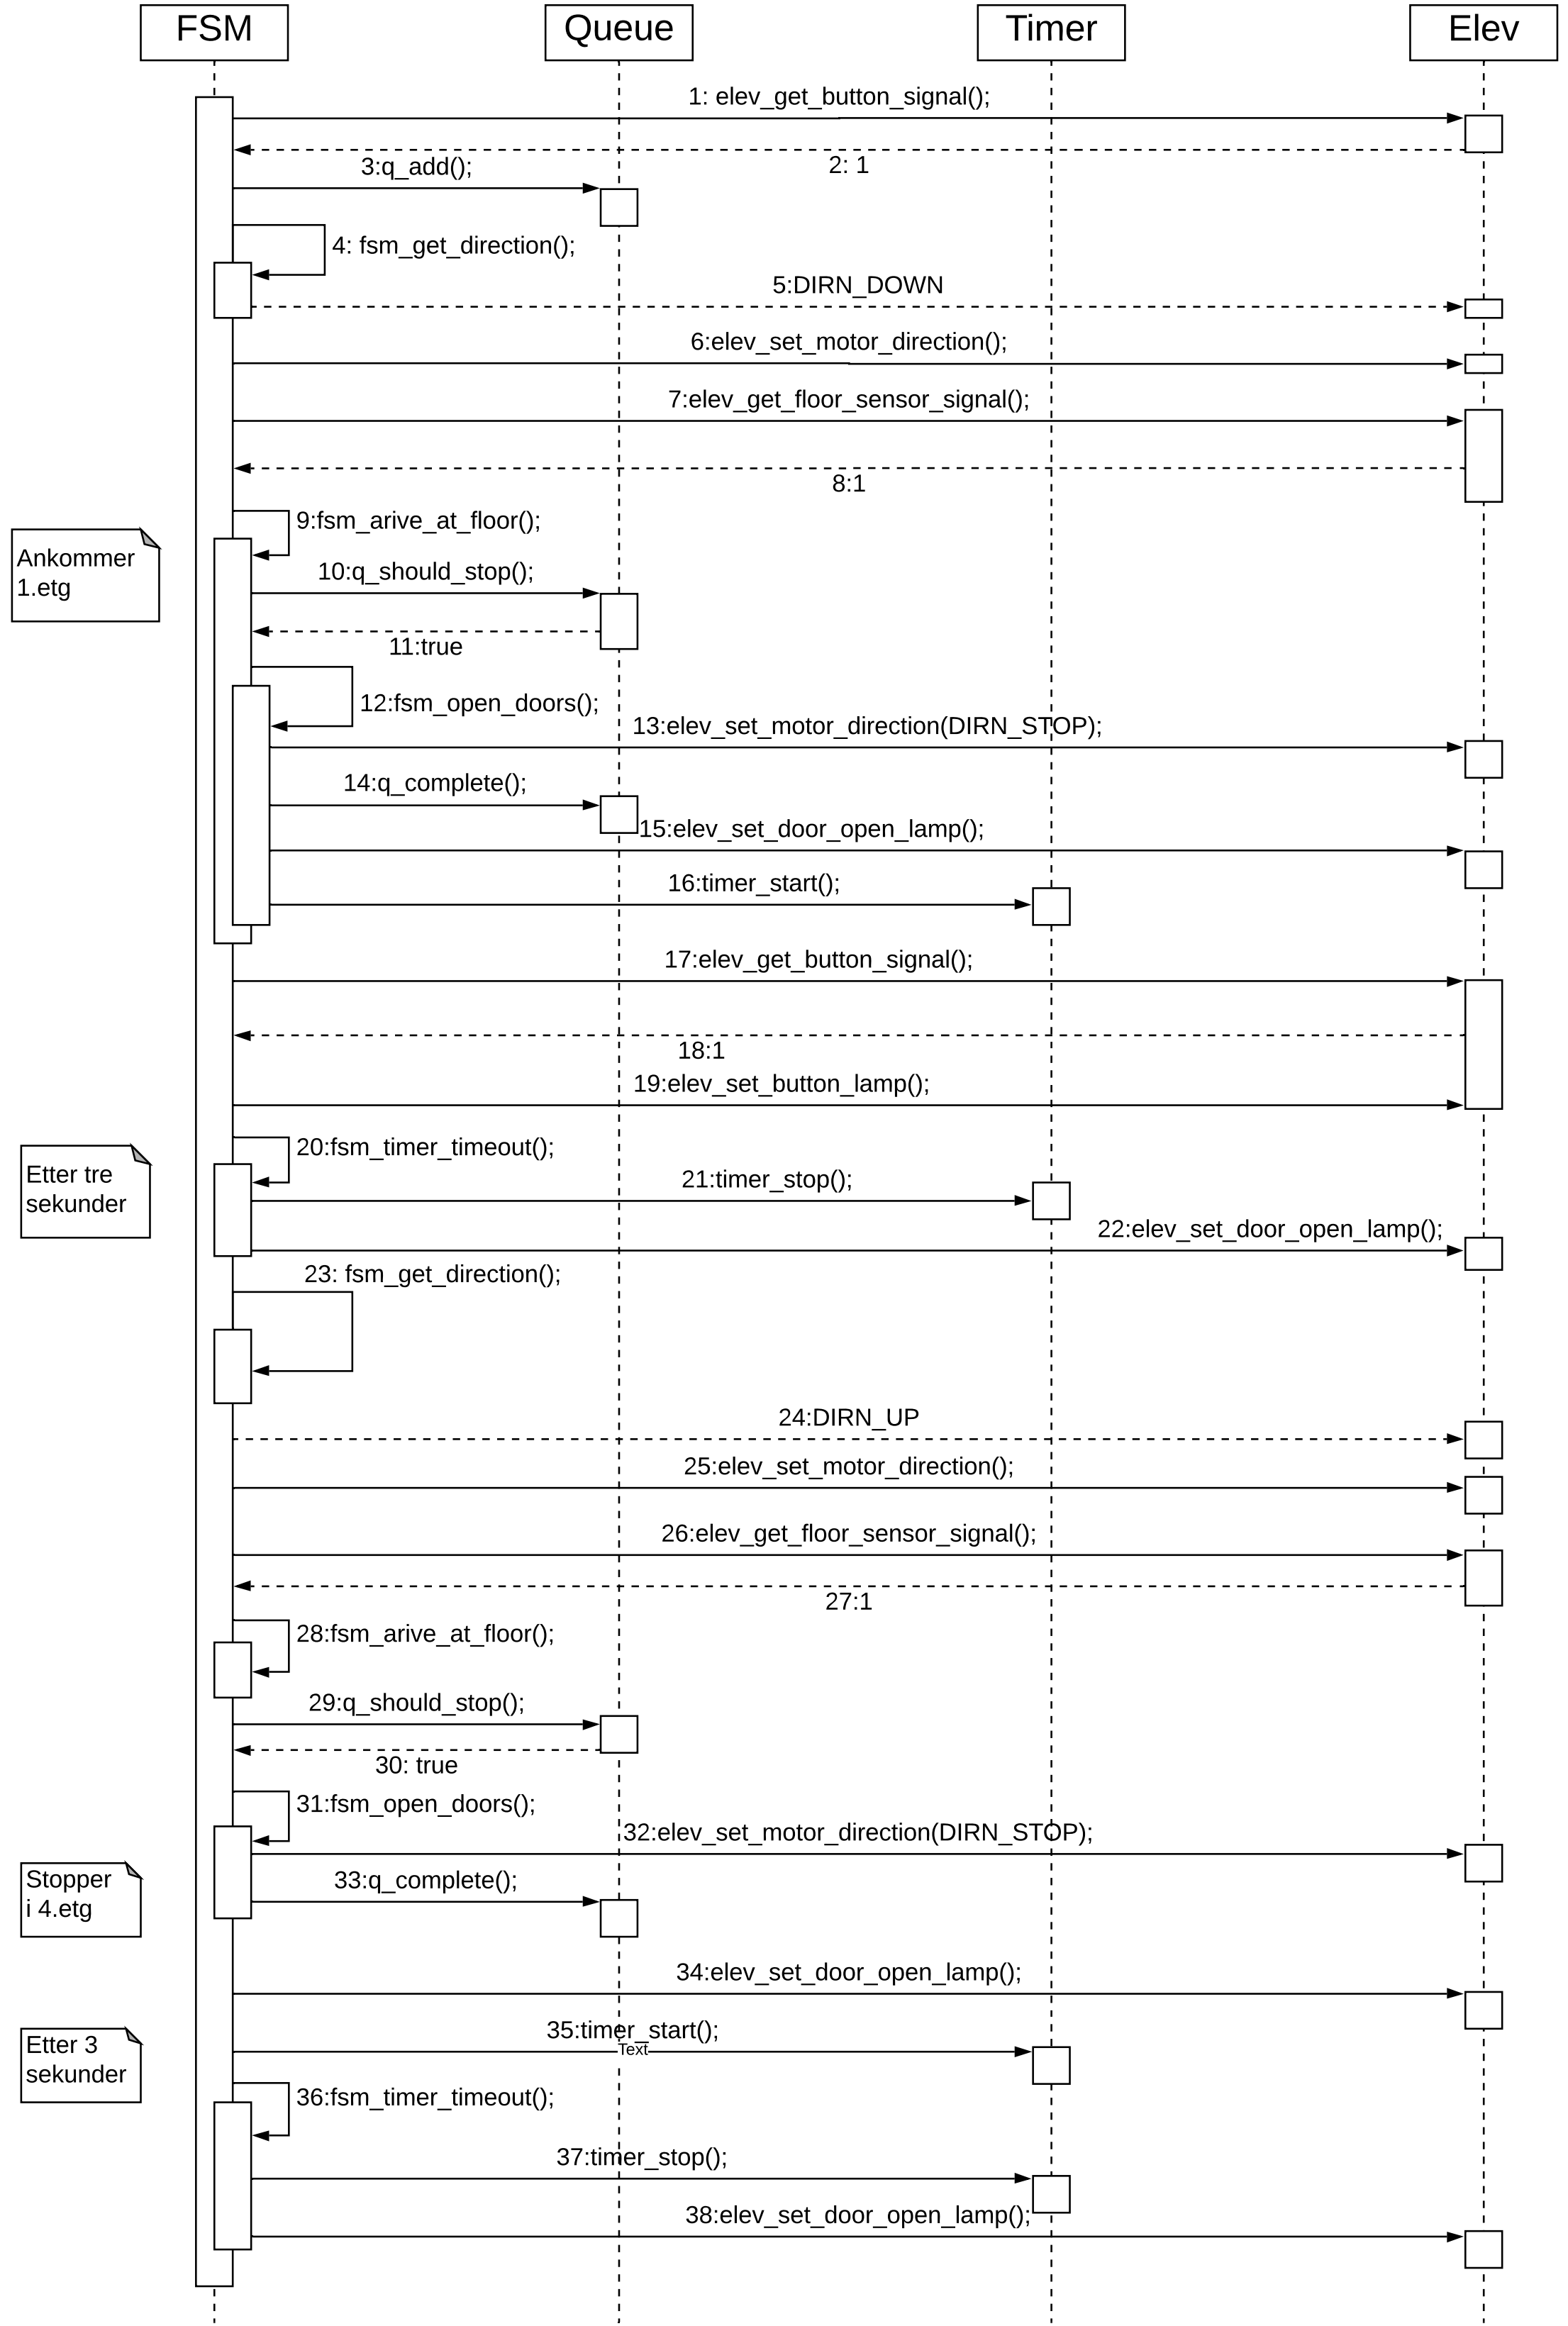 FSM
Queue
Timer
Elev
1: elev_get_button_signal();
2: 1
3:q_add();
4: fsm_get_direction();
5:DIRN_DOWN
6:elev_set_motor_direction();
7:elev_get_floor_sensor_signal();
8:1
9:fsm_arive_at_floor();
Ankommer
1.etg
10:q_should_stop();
11:true
12:fsm_open_doors();
13:elev_set_motor_direction(DIRN_STOP);
14:q_complete();
15:elev_set_door_open_lamp();
16:timer_start();
17:elev_get_button_signal();
18:1
19:elev_set_button_lamp();
20:fsm_timer_timeout();
Etter tre
sekunder
21:timer_stop();
22:elev_set_door_open_lamp();
23: fsm_get_direction();
24:DIRN_UP
25:elev_set_motor_direction();
26:elev_get_floor_sensor_signal();
27:1
28:fsm_arive_at_floor();
29:q_should_stop();
30: true
31:fsm_open_doors();
32:elev_set_motor_direction(DIRN_STOP);
Stopper
i 4.etg
33:q_complete();
34:elev_set_door_open_lamp();
35:timer_start();
Text
Etter 3
sekunder
36:fsm_timer_timeout();
37:timer_stop();
38:elev_set_door_open_lamp();